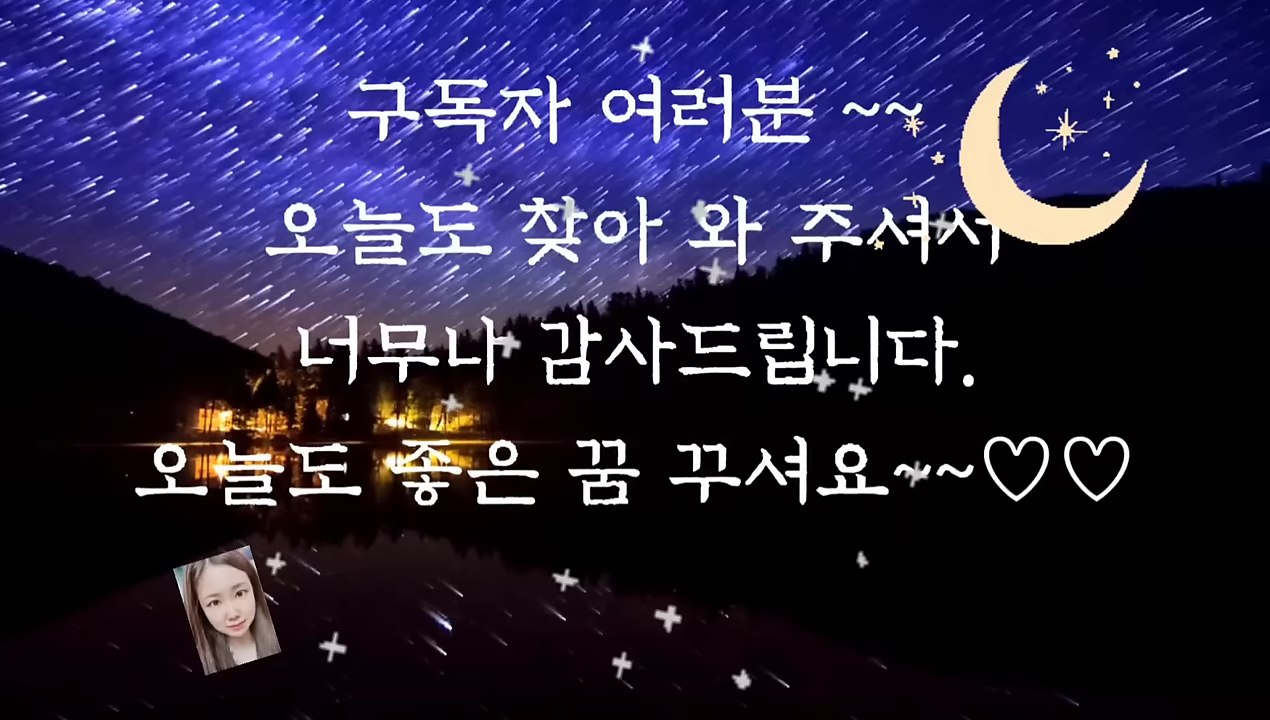 구독자 여러분 ~~
오늘도 찾아 와 주셔서
너무나 감사드립니다.
오늘도 좋은 꿈 꾸셔요~~♡♡